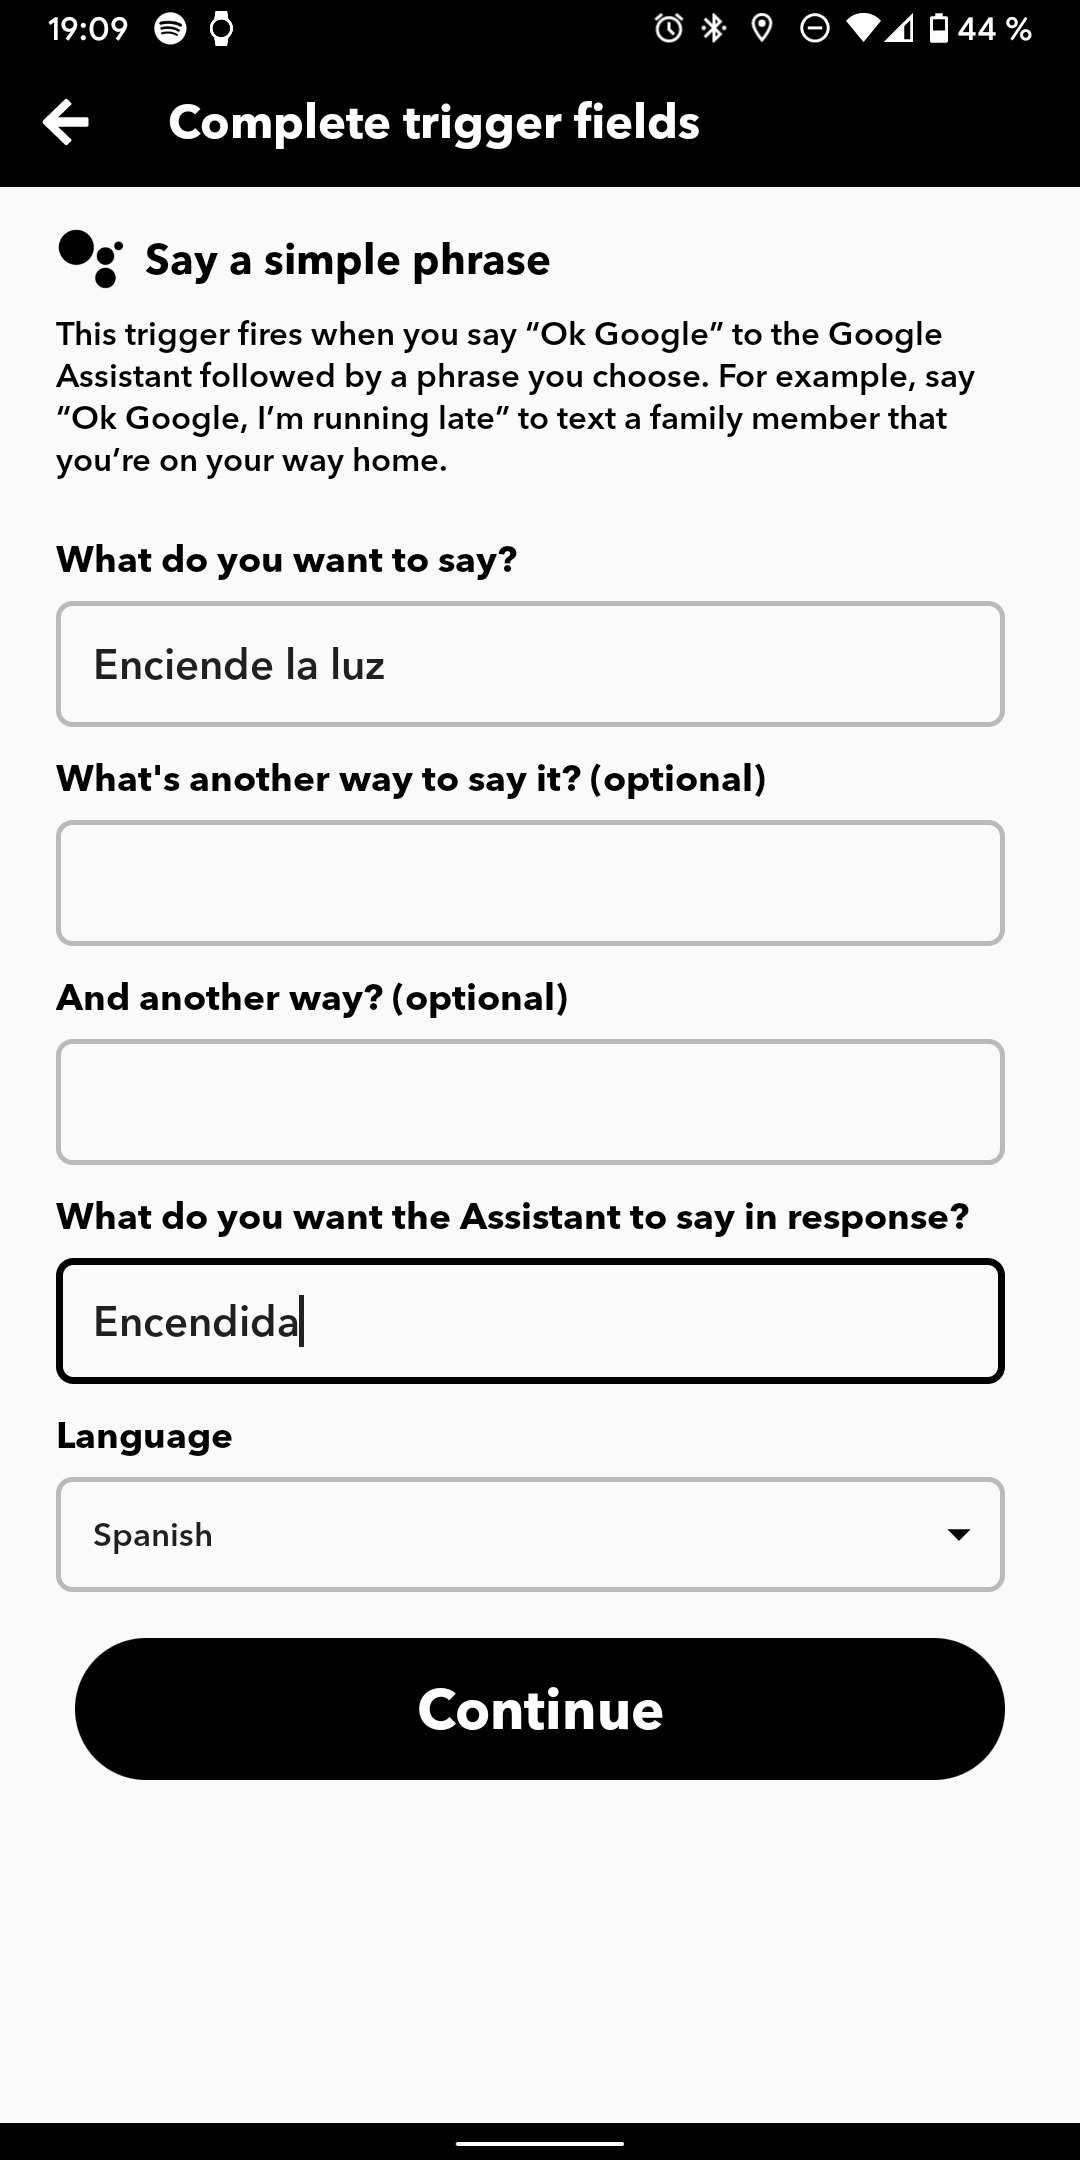 19:09
44 %
Complete trigger fields
Say a simple phrase
This trigger fires when you say “Ok Google” to the Google
Assistant followed by a phrase you choose. For example, say
“Ok Google, I’m running late” to text a family member that
you’re on your way home.
What do you want to say?
Enciende la luz
What's another way to say it? (optional)
And another way? (optional)
What do you want the Assistant to say in response?
Encendida
Language
Spanish
Continue